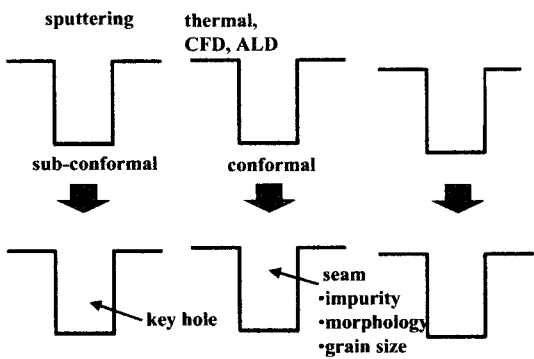 sputtering
thermal,
CFD, ALD
sub-conformal
conformal
key hole
seam
•impurity
•morphology
•grain size